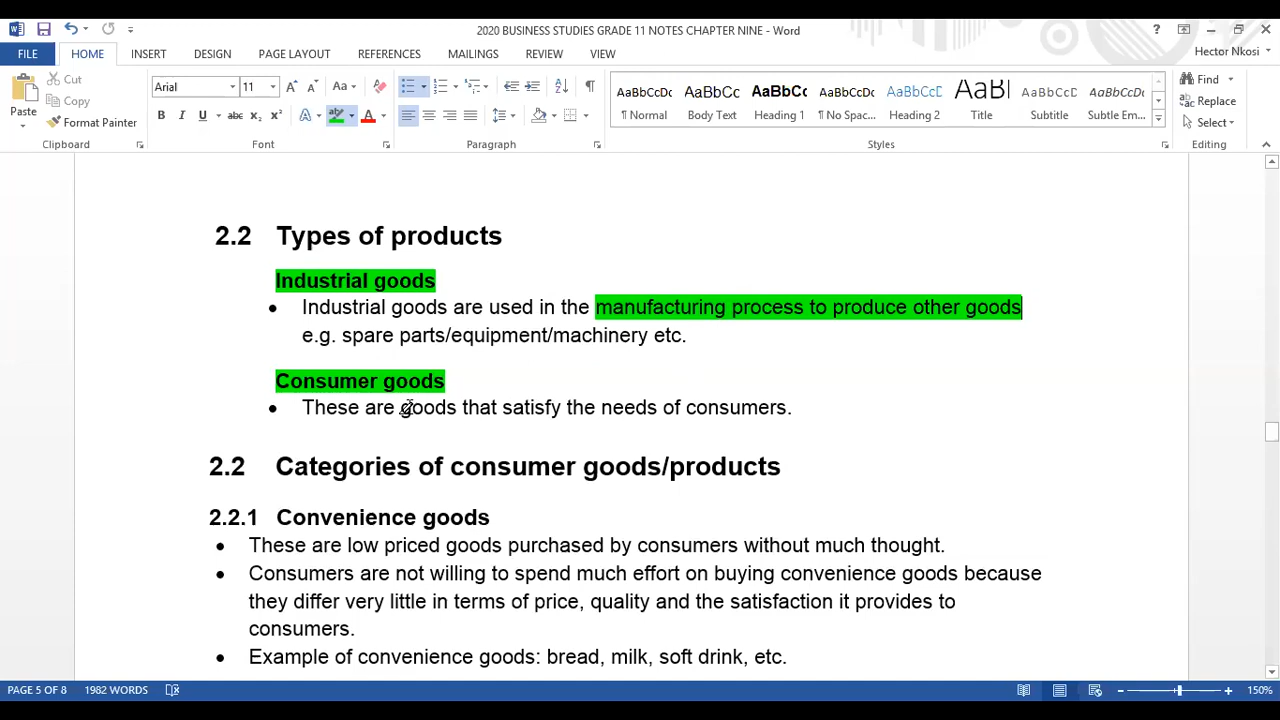 2020 BUSINESS STUDIES GRADE 11 NOTES CHAPTER NINE - Word
FILE HOME INSERT DESIGN PAGE LAYOUT REFERENCES MAILINGS REVIEW VIEW Hector Nkosi
Paste Cut Copy Format Painter
Arial 11
AaBbCcDc AaBbCc AaBbCc AaBbCcDc AaBbCcD AaBl AaBbCcD AaBbCcDc
¶ Normal Body Text Heading 1 ¶ No Spac... Heading 2 Title Subtitle Subtle Em...
Find Replace Select
Clipboard Font Paragraph Styles Editing
2.2 Types of products
Industrial goods
• Industrial goods are used in the manufacturing process to produce other goods
e.g. spare parts/equipment/machinery etc.
Consumer goods
• These are goods that satisfy the needs of consumers.
2.2 Categories of consumer goods/products
2.2.1 Convenience goods
• These are low priced goods purchased by consumers without much thought.
• Consumers are not willing to spend much effort on buying convenience goods because
they differ very little in terms of price, quality and the satisfaction it provides to
consumers.
• Example of convenience goods: bread, milk, soft drink, etc.
PAGE 5 OF 8 1982 WORDS 150%